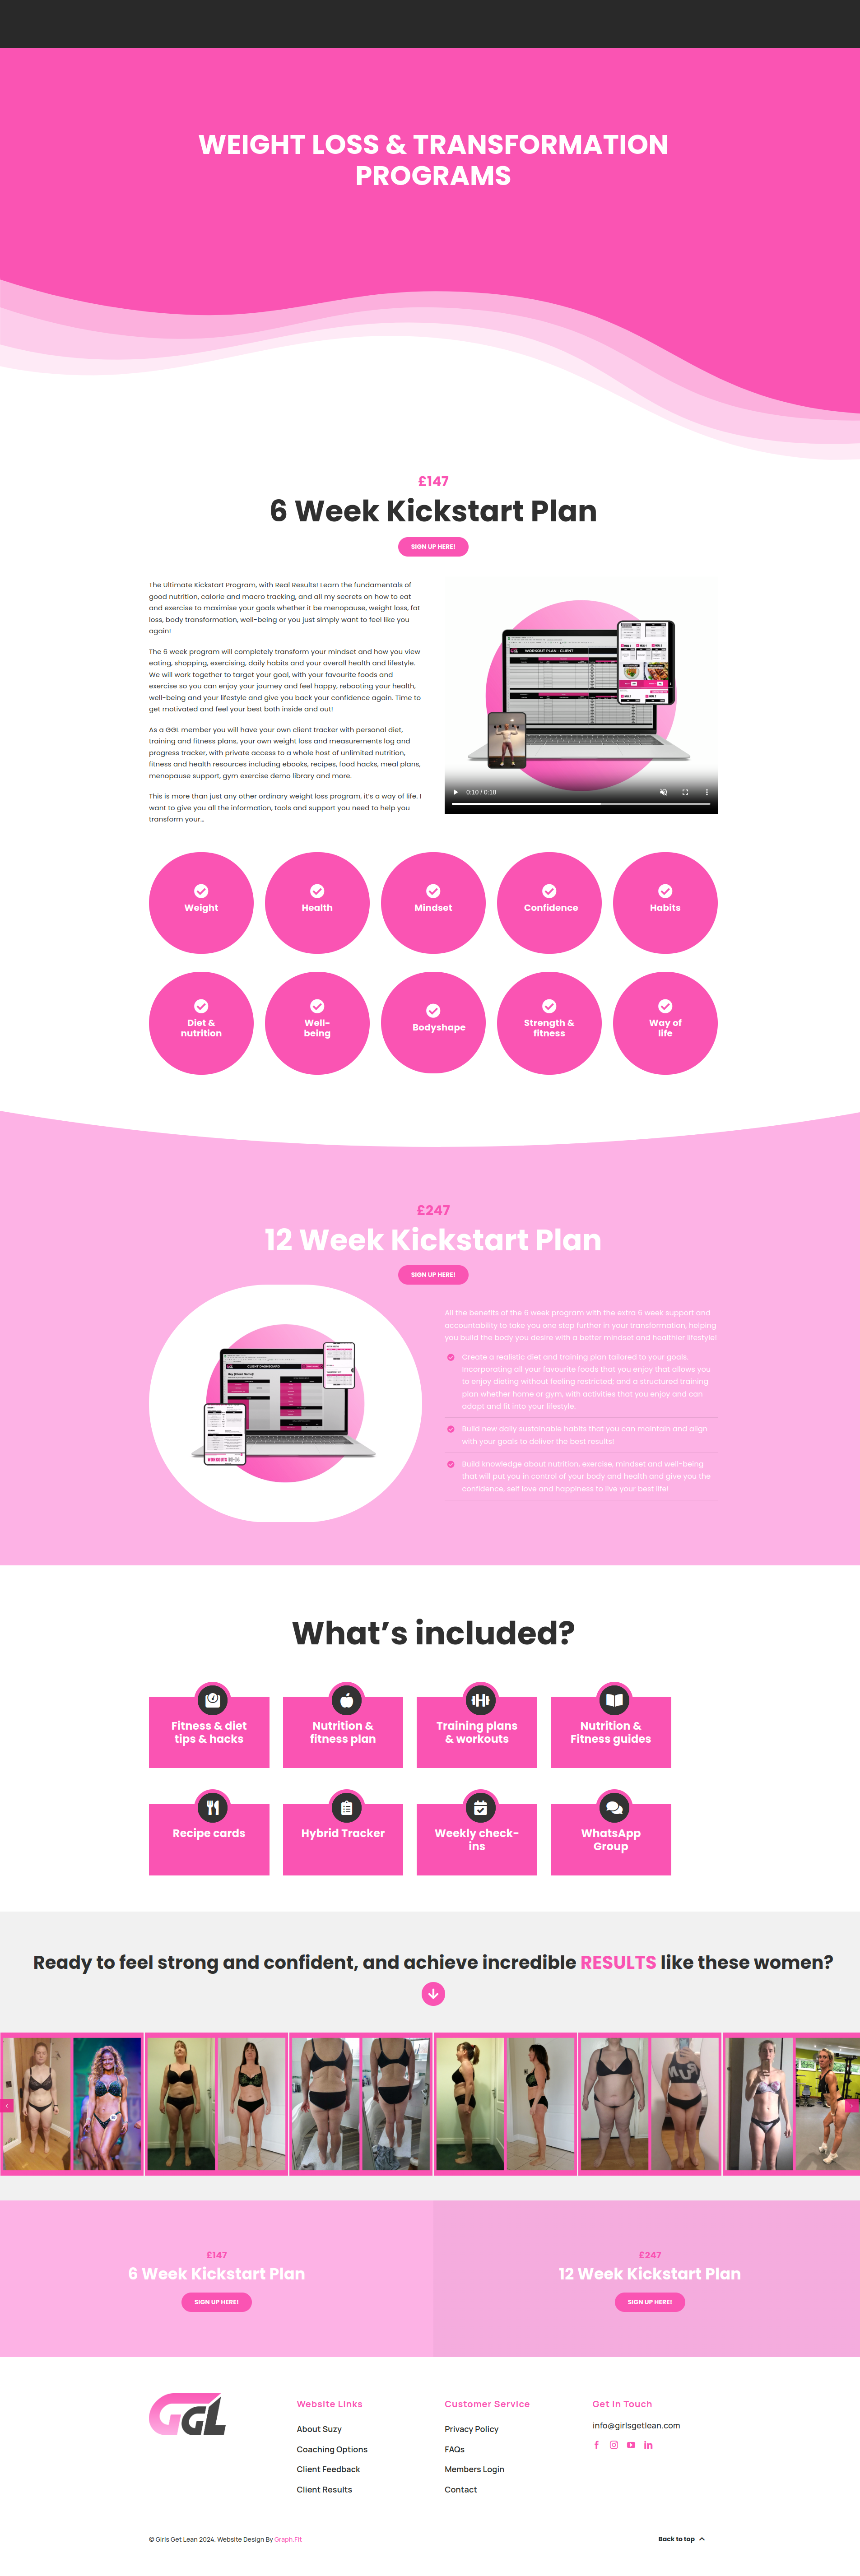 WEIGHT LOSS & TRANSFORMATION
PROGRAMS
£147
6 Week Kickstart Plan
SIGN UP HERE!
The Ultimate Kickstart Program, with Real Results! Learn the fundamentals of
good nutrition, calorie and macro tracking, and all my secrets on how to eat
and exercise to maximise your goals whether it be menopause, weight loss, fat
loss, body transformation, well-being or you just simply want to feel like you
again!
The 6 week program will completely transform your mindset and how you view
eating, shopping, exercising, daily habits and your overall health and lifestyle.
We will work together to target your goal, with your favourite foods and
exercise so you can enjoy your journey and feel happy, rebooting your health,
well-being and your lifestyle and give you back your confidence again. Time to
get motivated and feel your best both inside and out!
As a GGL member you will have your own client tracker with personal diet,
training and fitness plans, your own weight loss and measurements log and
progress tracker, with private access to a whole host of unlimited nutrition,
fitness and health resources including ebooks, recipes, food hacks, meal plans,
menopause support, gym exercise demo library and more.
This is more than just any other ordinary weight loss program, it's a way of life. I
want to give you all the information, tools and support you need to help you
transform your…
WORKOUT PLAN - CLIENT
0:10 / 0:18
Weight
Health
Mindset
Confidence
Habits
Diet &
nutrition
Well-
being
Bodyshape
Strength &
fitness
Way of
life
£247
12 Week Kickstart Plan
SIGN UP HERE!
CLIENT DASHBOARD
All the benefits of the 6 week program with the extra 6 week support and
accountability to take you one step further in your transformation, helping
you build the body you desire with a better mindset and healthier lifestyle!
Create a realistic diet and training plan tailored to your goals.
Incorporating all your favourite foods that you enjoy that allows you
to enjoy dieting without feeling restricted; and a structured training
plan whether home or gym, with activities that you enjoy and can
adapt and fit into your lifestyle.
Build new daily sustainable habits that you can maintain and align
with your goals to deliver the best results!
Build knowledge about nutrition, exercise, mindset and well-being
that will put you in control of your body and health and give you the
confidence, self love and happiness to live your best life!
What's included?
Fitness & diet
tips & hacks
Nutrition &
fitness plan
Training plans
& workouts
Nutrition &
Fitness guides
Recipe cards
Hybrid Tracker
Weekly check-
ins
WhatsApp
Group
Ready to feel strong and confident, and achieve incredible RESULTS like these women?
£147
6 Week Kickstart Plan
SIGN UP HERE!
£247
12 Week Kickstart Plan
SIGN UP HERE!
GGL
Website Links
About Suzy
Coaching Options
Client Feedback
Client Results
Customer Service
Privacy Policy
FAQs
Members Login
Contact
Get In Touch
info@girlsgetlean.com
© Girls Get Lean 2024. Website Design By Graph.Fit
Back to top